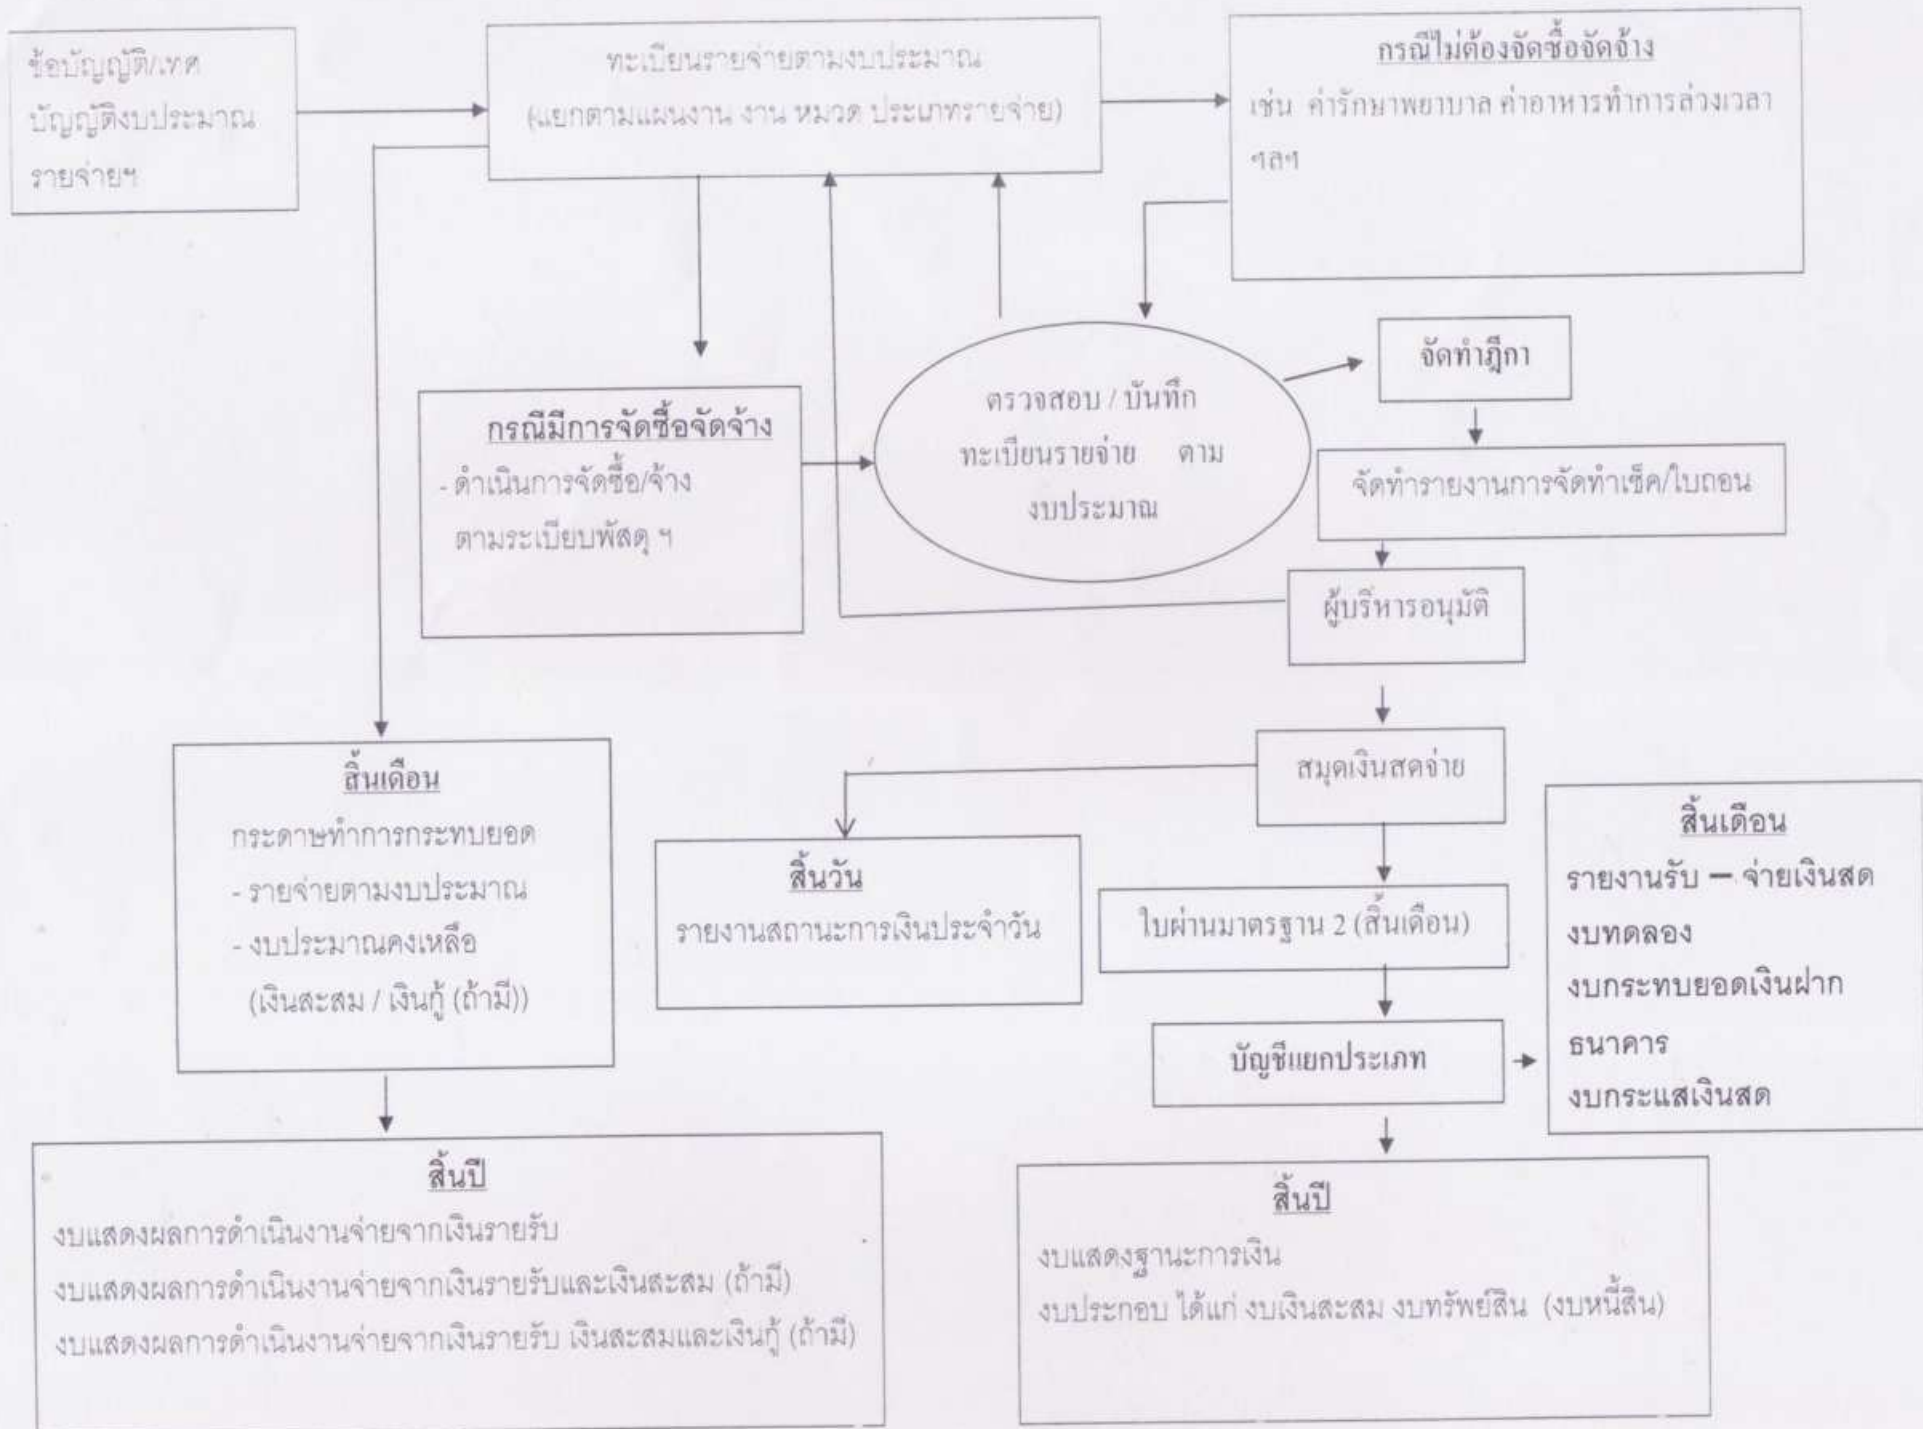 ข้อบัญญัติ/เทศ
บัญญัติงบประมาณ
รายจ่ายฯ
ทะเบียนรายจ่ายตามงบประมาณ
(แยกตามแผนงาน งาน หมวด ประเภทรายจ่าย)
กรณีไม่ต้องจัดซื้อจัดจ้าง
เช่น ค่ารักษาพยาบาล ค่าอาหารทำการล่วงเวลา
ฯลฯ
กรณีมีการจัดซื้อจัดจ้าง
- ดำเนินการจัดซื้อ/จ้าง
ตามระเบียบพัสดุ ฯ
ตรวจสอบ / บันทึก
ทะเบียนรายจ่าย ตาม
งบประมาณ
จัดทำฎีกา
จัดทำรายงานการจัดทำเช็ค/ใบถอน
ผู้บริหารอนุมัติ
สมุดเงินสดจ่าย
สิ้นเดือน
กระดาษทำการกระทบยอด
- รายจ่ายตามงบประมาณ
- งบประมาณคงเหลือ
(เงินสะสม / เงินกู้ (ถ้ามี))
สิ้นวัน
รายงานสถานะการเงินประจำวัน
ใบผ่านมาตรฐาน 2 (สิ้นเดือน)
บัญชีแยกประเภท
สิ้นเดือน
รายงานรับ – จ่ายเงินสด
งบทดลอง
งบกระทบยอดเงินฝาก
ธนาคาร
งบกระแสเงินสด
สิ้นปี
งบแสดงผลการดำเนินงานจ่ายจากเงินรายรับ
งบแสดงผลการดำเนินงานจ่ายจากเงินรายรับและเงินสะสม (ถ้ามี)
งบแสดงผลการดำเนินงานจ่ายจากเงินรายรับ เงินสะสมและเงินกู้ (ถ้ามี)
สิ้นปี
งบแสดงฐานะการเงิน
งบประกอบ ได้แก่ งบเงินสะสม งบทรัพย์สิน (งบหนี้สิน)